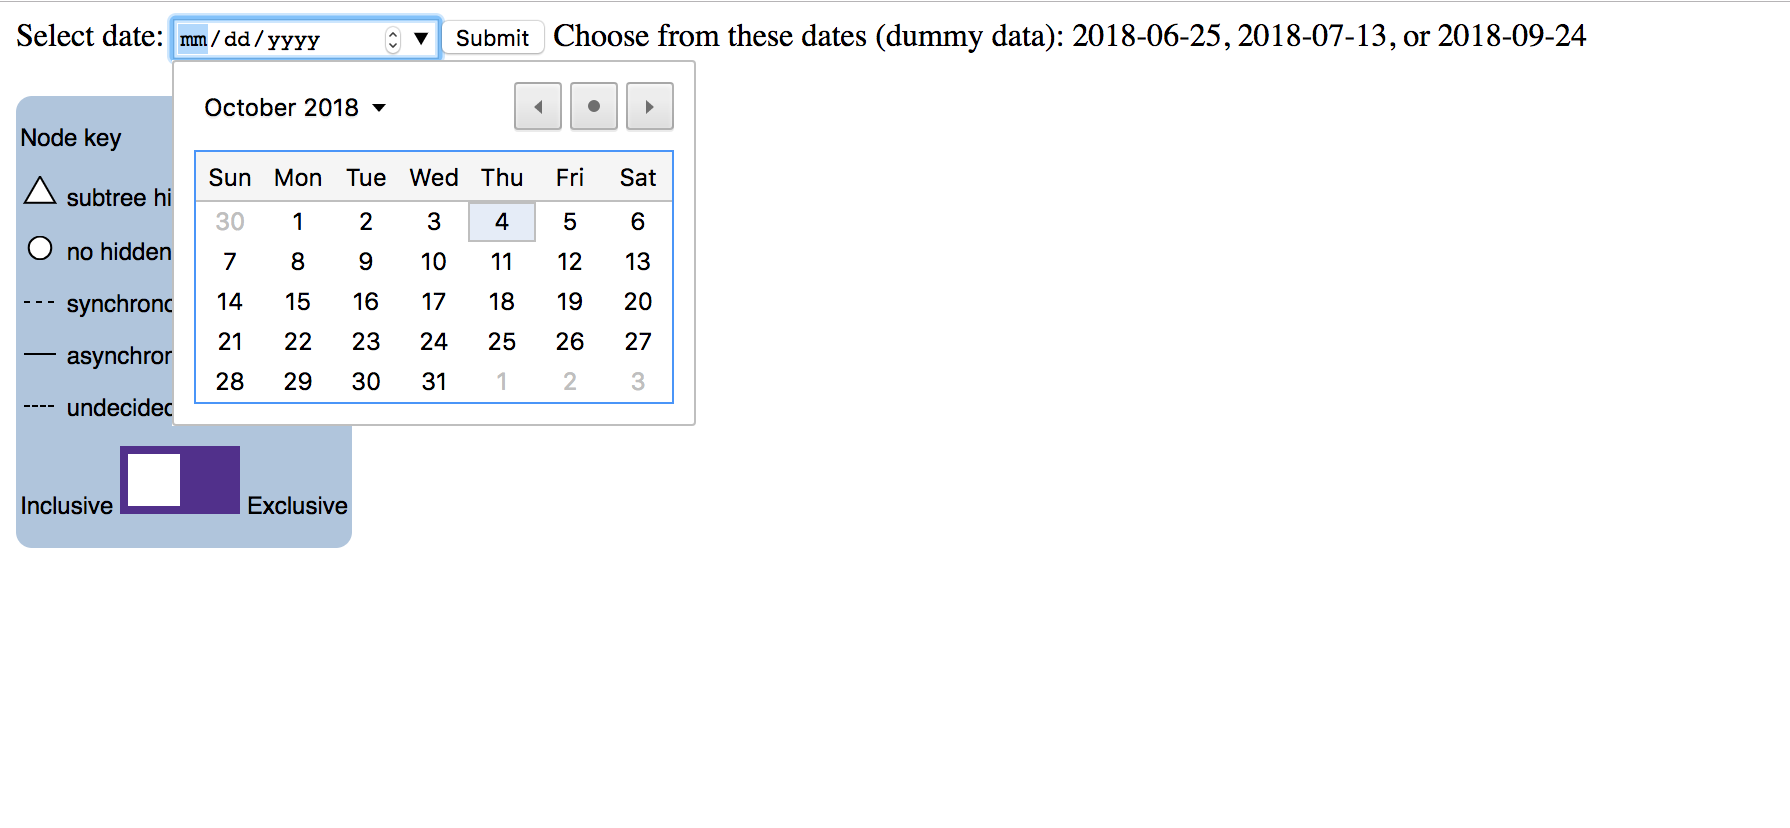 Select date: mm/dd/yyyy Submit Choose from these dates (dummy data): 2018-06-25, 2018-07-13, or 2018-09-24
October 2018
Sun Mon Tue Wed Thu Fri Sat
30 1 2 3 4 5 6
7 8 9 10 11 12 13
14 15 16 17 18 19 20
21 22 23 24 25 26 27
28 29 30 31 1 2 3
Node key
subtree hi
no hidden
synchrono
asynchron
undecided
Inclusive Exclusive